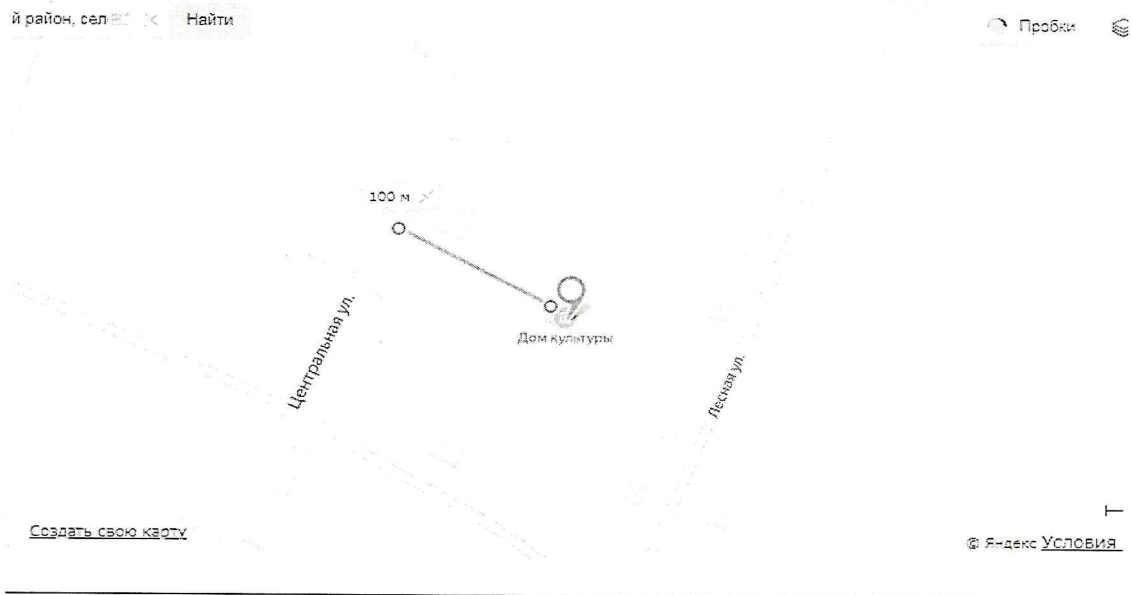 й район, сел
Найти
Пробки
100 м
Центральная ул.
Дом культуры
Лесная ул.
Создать свою карту
© Яндекс Условия